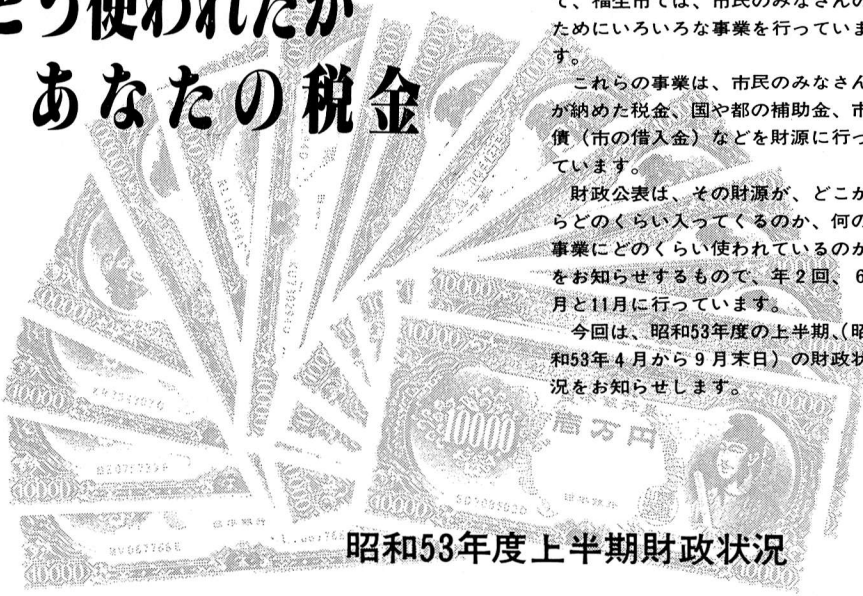 どう使われたか
あなたの税金
て、福生市では、市民のみなさんの
ためにいろいろな事業を行っていま
す。
これらの事業は、市民のみなさん
が納めた税金、国や都の補助金、市
債（市の借入金）などを財源に行っ
ています。
財政公表は、その財源が、どこか
らどのくらい入ってくるのか、何の
事業にどのくらい使われているのか
をお知らせするもので、年2回、6
月と11月に行っています。
今回は、昭和53年度の上半期、（昭
和53年4月から9月末日）の財政状
況をお知らせします。
10000
壱万円
日本銀行
昭和53年度上半期財政状況